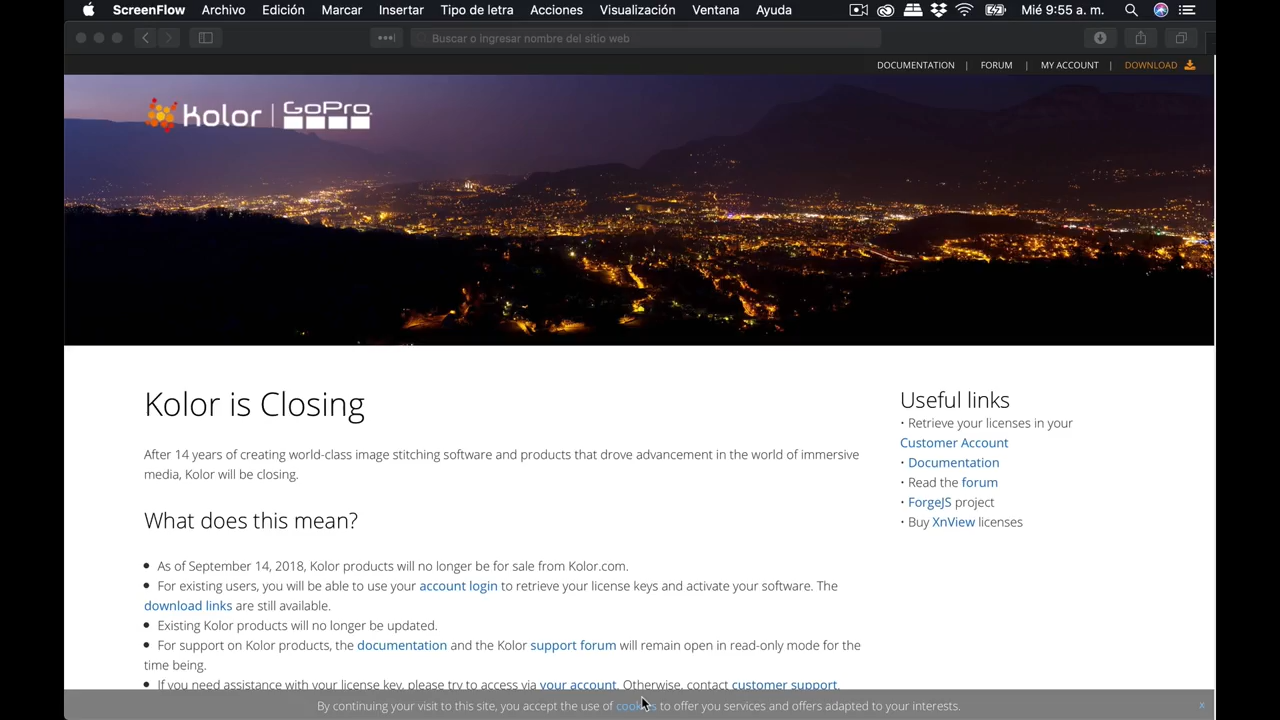 ScreenFlow Archivo Edición Marcar Insertar Tipo de letra Acciones Visualización Ventana Ayuda Mié 9:55 a. m.
Buscar o ingresar nombre del sitio web
DOCUMENTATION | FORUM | MY ACCOUNT | DOWNLOAD
kolor | GoPro
Kolor is Closing
After 14 years of creating world-class image stitching software and products that drove advancement in the world of immersive
media, Kolor will be closing.
What does this mean?
• As of September 14, 2018, Kolor products will no longer be for sale from Kolor.com.
• For existing users, you will be able to use your account login to retrieve your license keys and activate your software. The
download links are still available.
• Existing Kolor products will no longer be updated.
• For support on Kolor products, the documentation and the Kolor support forum will remain open in read-only mode for the
time being.
• If you need assistance with your license key, please try to access via your account. Otherwise, contact customer support.
Useful links
• Retrieve your licenses in your
Customer Account
• Documentation
• Read the forum
• ForgeJS project
• Buy XnView licenses
By continuing your visit to this site, you accept the use of cookies to offer you services and offers adapted to your interests. x